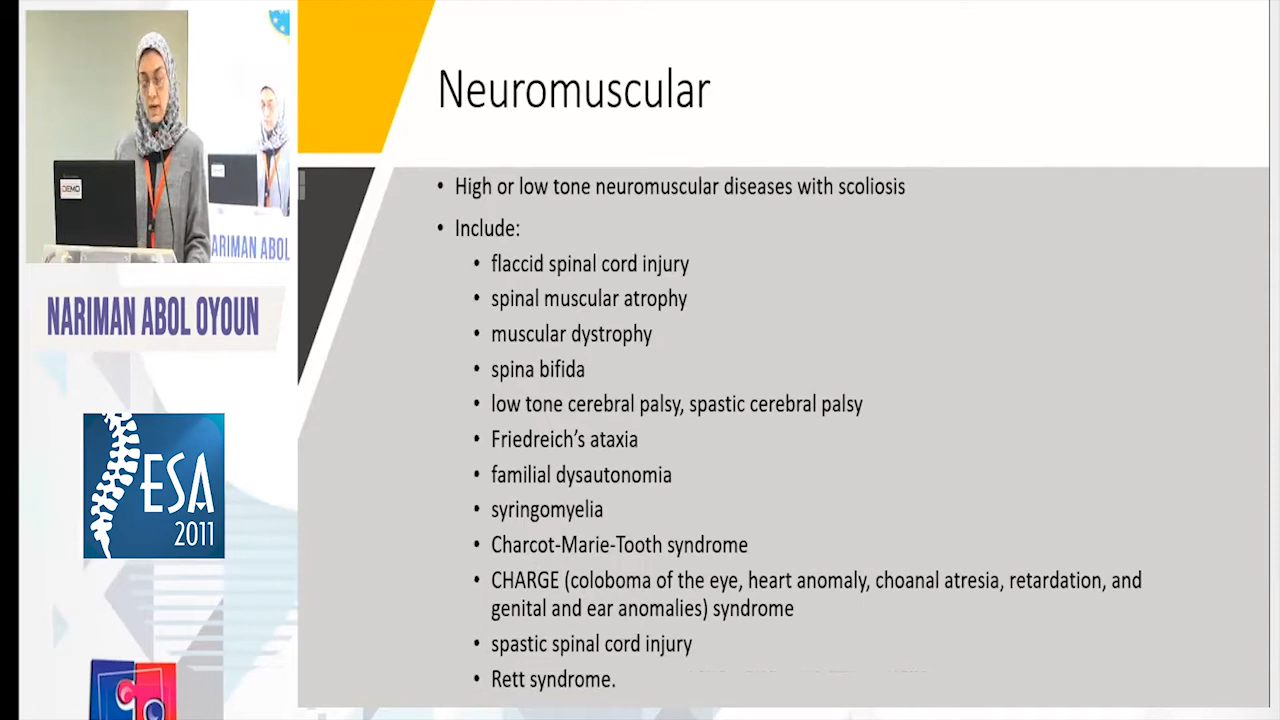 Neuromuscular
• High or low tone neuromuscular diseases with scoliosis
• Include:
• flaccid spinal cord injury
• spinal muscular atrophy
• muscular dystrophy
• spina bifida
• low tone cerebral palsy, spastic cerebral palsy
• Friedreich's ataxia
• familial dysautonomia
• syringomyelia
• Charcot-Marie-Tooth syndrome
• CHARGE (coloboma of the eye, heart anomaly, choanal atresia, retardation, and
genital and ear anomalies) syndrome
• spastic spinal cord injury
• Rett syndrome.
ARIMAN ABOL
NARIMAN ABOL OYOUN
ESA
2011